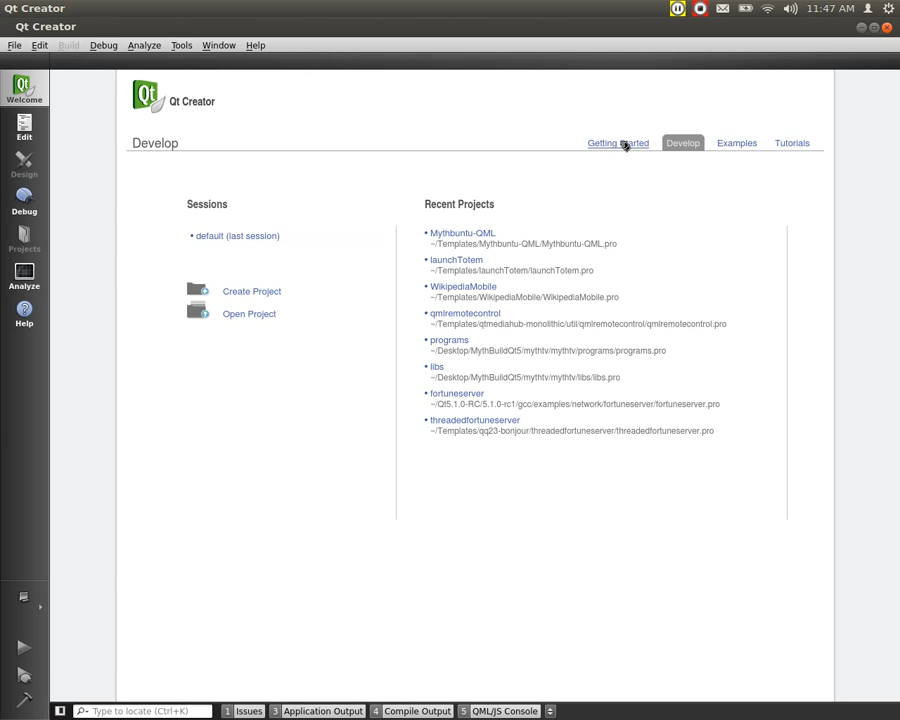 Qt Creator
11:47 AM
Qt Creator
File Edit Build Debug Analyze Tools Window Help
Welcome
Edit
Design
Debug
Projects
Analyze
Help
Qt Qt Creator
Develop
Getting Started Develop Examples Tutorials
Sessions
• default (last session)
Create Project
Open Project
Recent Projects
• Mythbuntu-QML
~/Templates/Mythbuntu-QML/Mythbuntu-QML.pro
• launchTotem
~/Templates/launchTotem/launchTotem.pro
• WikipediaMobile
~/Templates/WikipediaMobile/WikipediaMobile.pro
• qmlremotecontrol
~/Templates/qtmediahub-monolithic/util/qmlremotecontrol/qmlremotecontrol.pro
• programs
~/Desktop/MythBuildQt5/mythtv/mythtv/programs/programs.pro
• libs
~/Desktop/MythBuildQt5/mythtv/mythtv/libs/libs.pro
• fortuneserver
~/Qt5.1.0-RC/5.1.0-rc1/gcc/examples/network/fortuneserver/fortuneserver.pro
• threadedfortuneserver
~/Templates/qq23-bonjour/threadedfortuneserver/threadedfortuneserver.pro
Type to locate (Ctrl+K) 1 Issues 3 Application Output 4 Compile Output 5 QML/JS Console